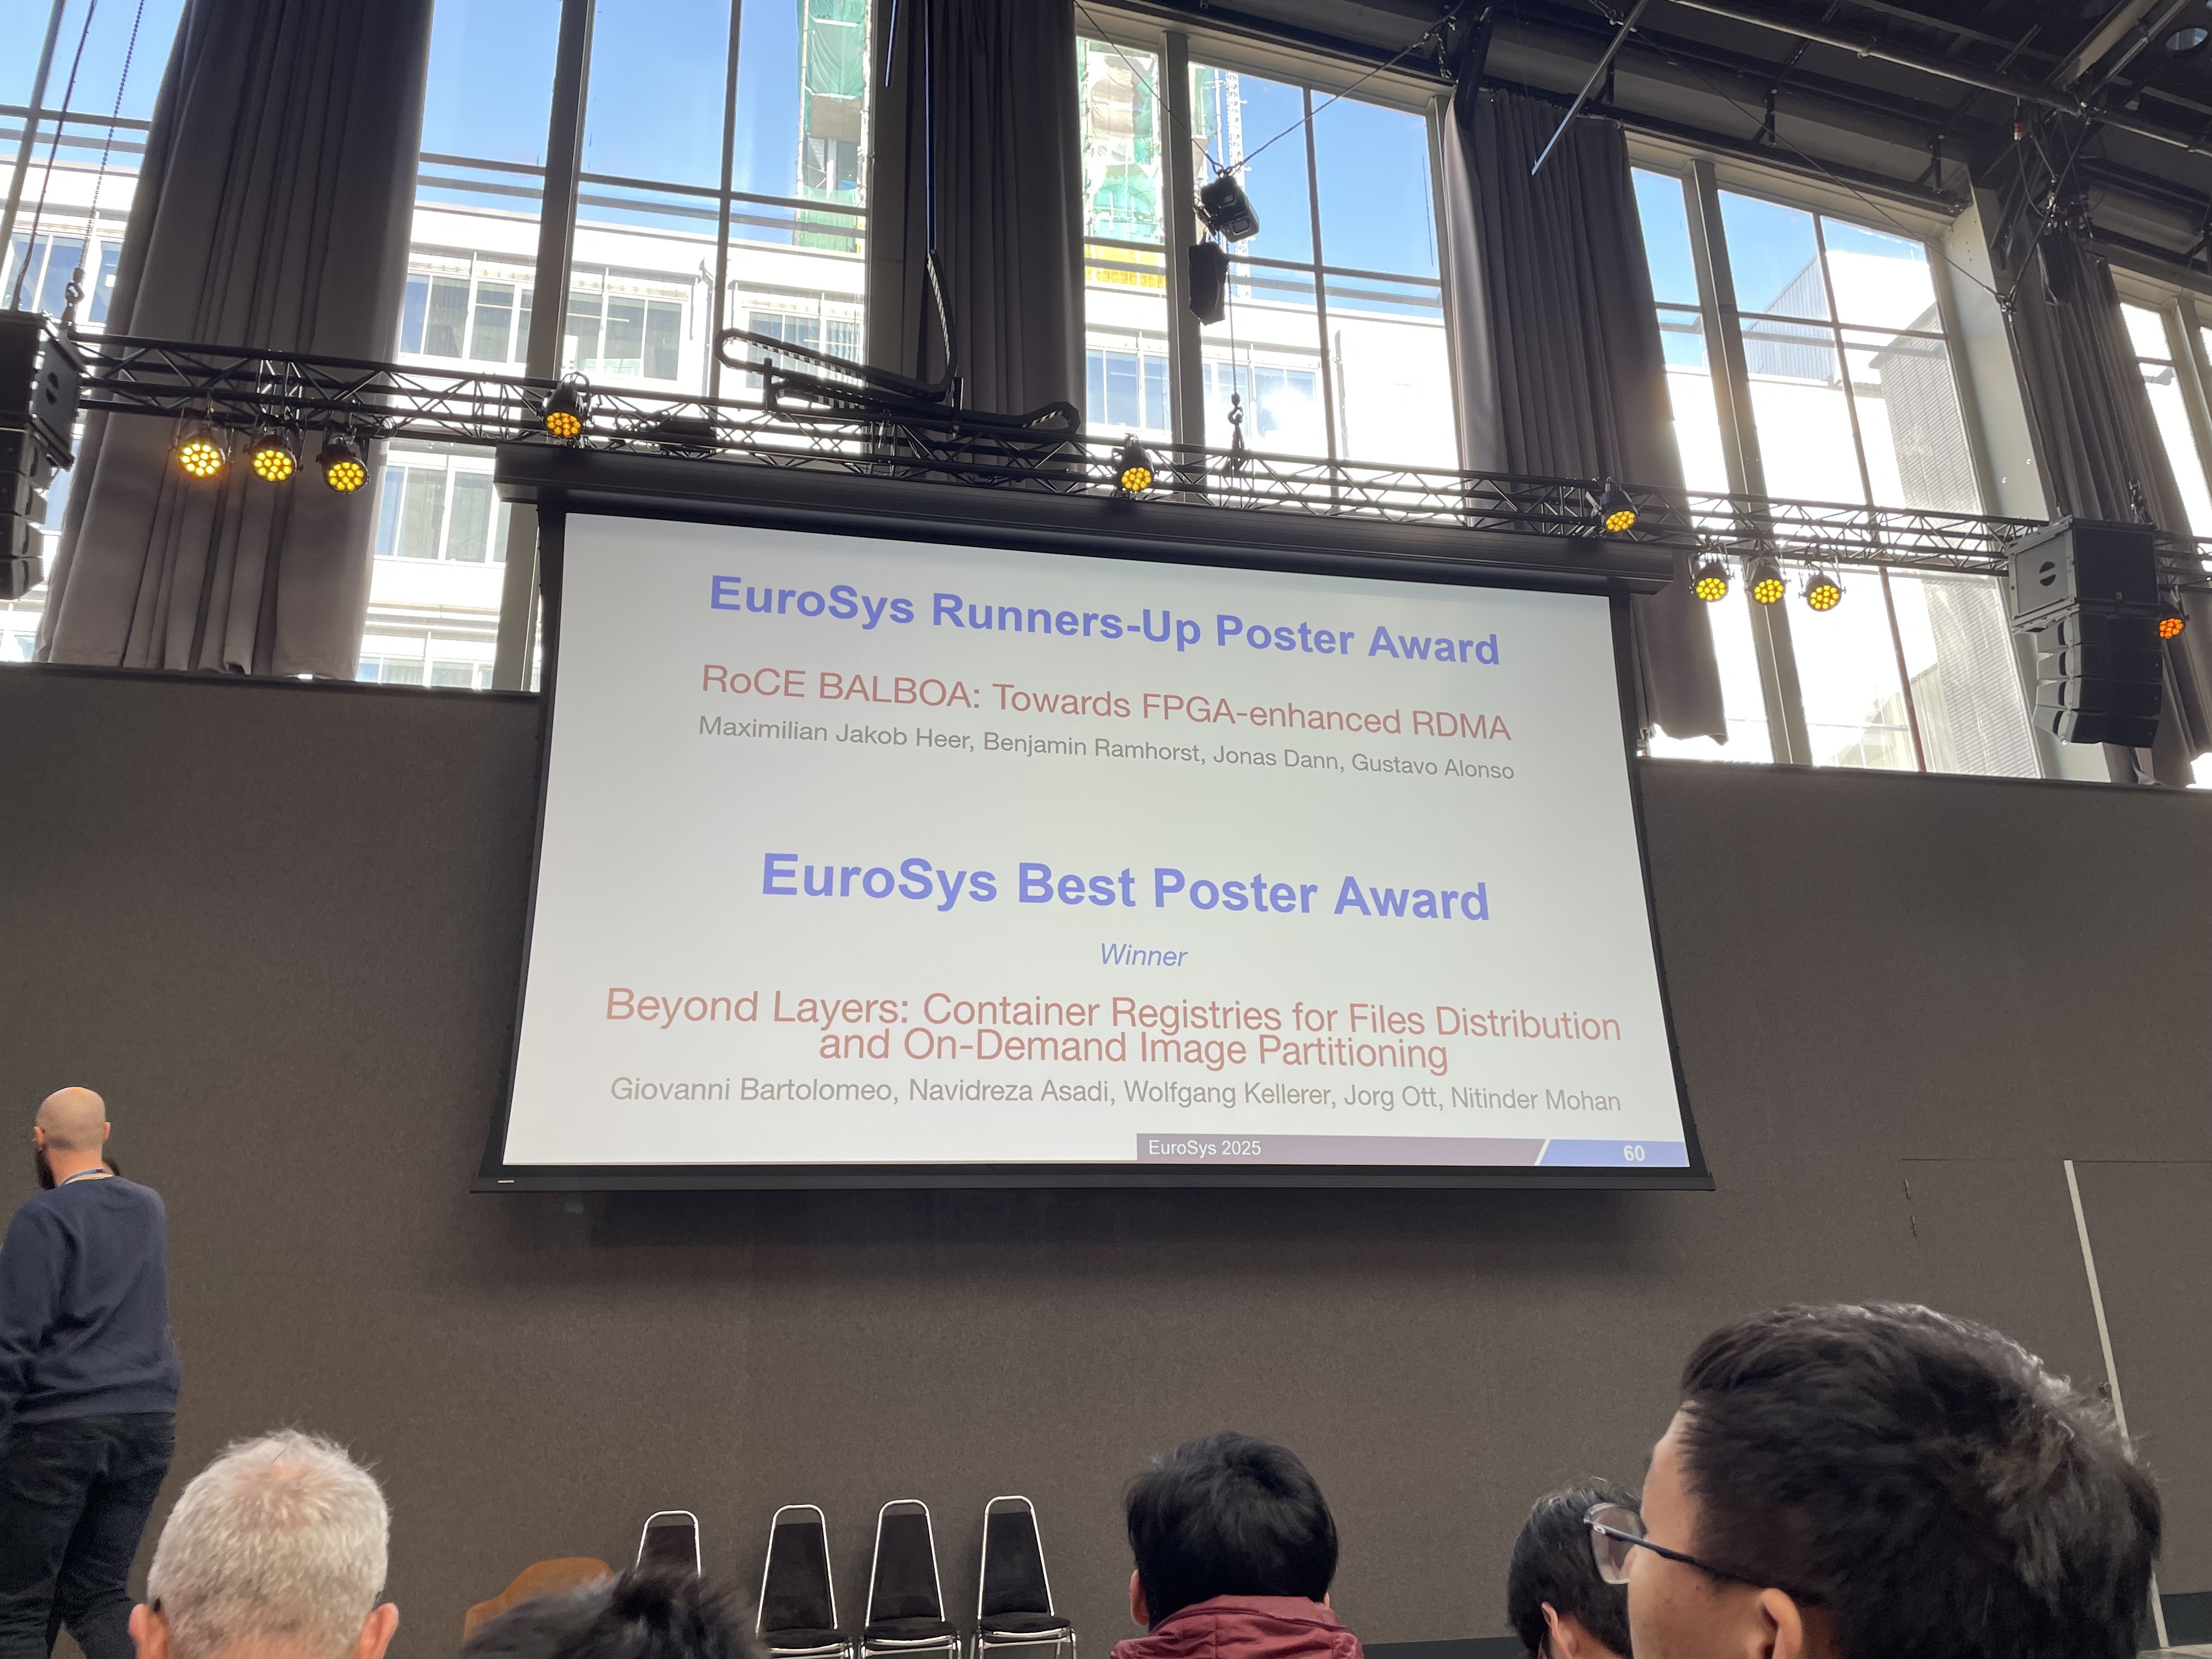 EuroSys Runners-Up Poster Award
RoCE BALBOA: Towards FPGA-enhanced RDMA
Maximilian Jakob Heer, Benjamin Ramhorst, Jonas Dann, Gustavo Alonso
EuroSys Best Poster Award
Winner
Beyond Layers: Container Registries for Files Distribution
and On-Demand Image Partitioning
Giovanni Bartolomeo, Navidreza Asadi, Wolfgang Kellerer, Jorg Ott, Nitinder Mohan
EuroSys 2025
60